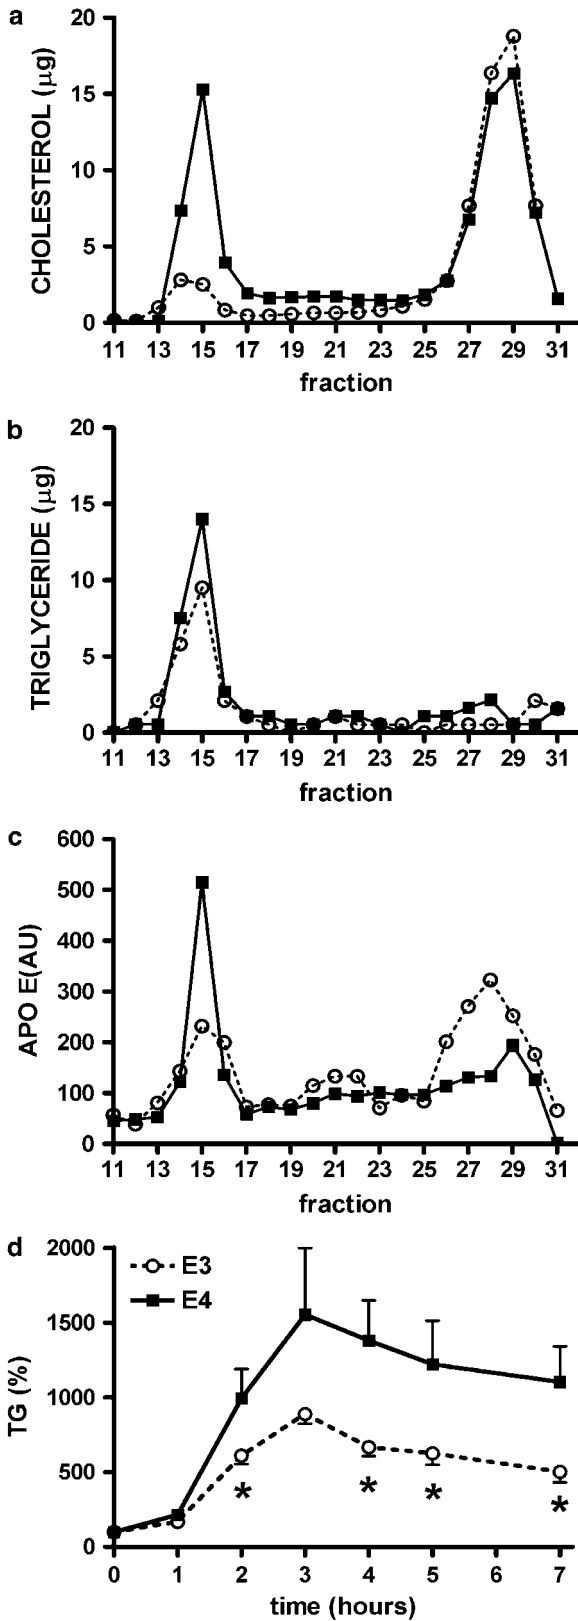 a
CHOLESTEROL (μg)
20
15
10
5
0
11 13 15 17 19 21 23 25 27 29 31
fraction
b
TRIGLYCERIDE (μg)
20
15
10
5
0
11 13 15 17 19 21 23 25 27 29 31
fraction
c
APO E(AU)
600
500
400
300
200
100
0
11 13 15 17 19 21 23 25 27 29 31
fraction
d
TG (%)
2000
1500
1000
500
0
E3
E4
* * * *
0 1 2 3 4 5 6 7
time (hours)